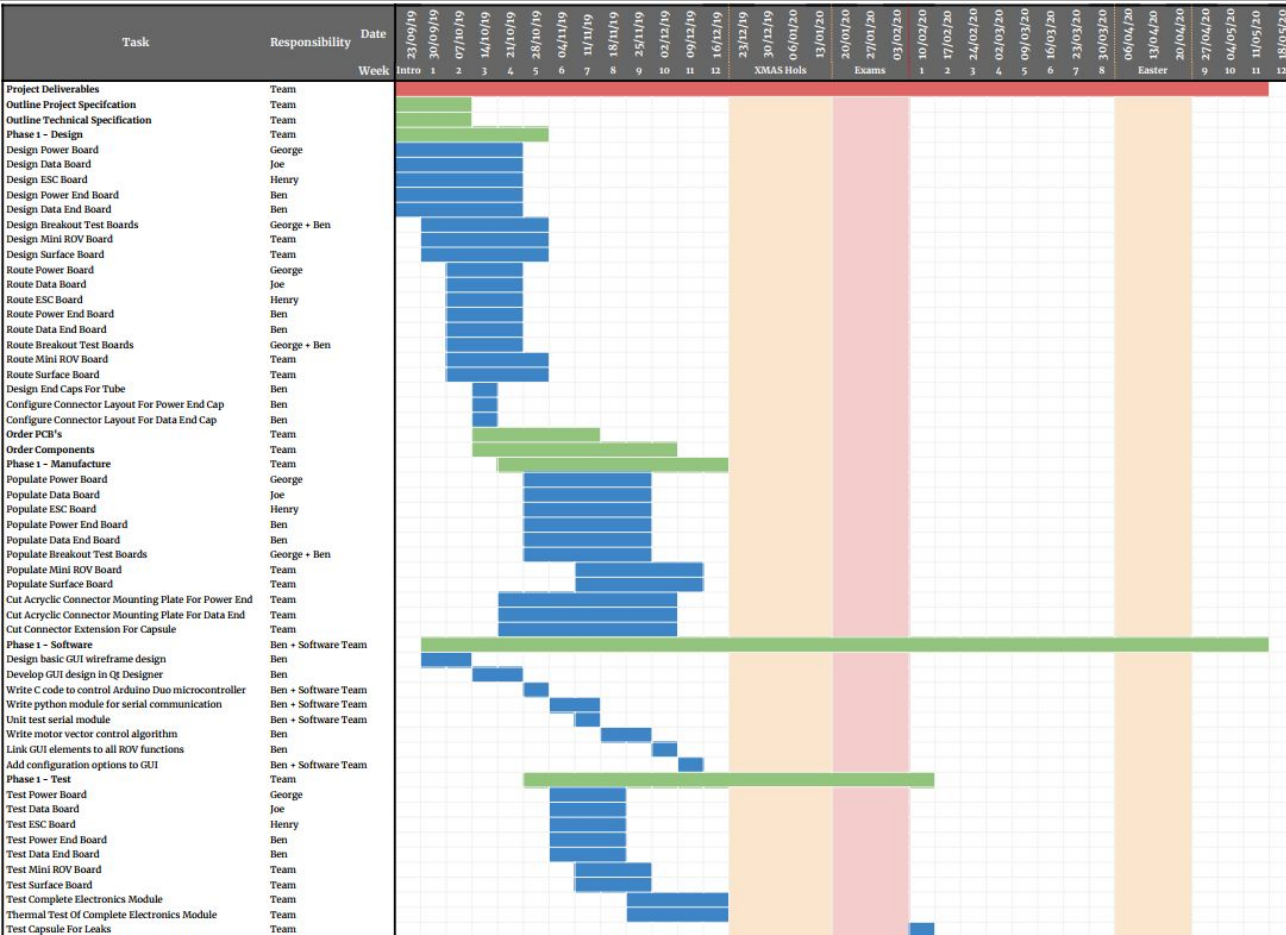 Task Responsibility Date 23/09/19 30/09/19 07/10/19 14/10/19 21/10/19 28/10/19 04/11/19 11/11/19 18/11/19 25/11/19 02/12/19 09/12/19 16/12/19 23/12/19 30/12/19 06/01/20 13/01/20 20/01/20 27/01/20 03/02/20 10/02/20 17/02/20 24/02/20 02/03/20 09/03/20 16/03/20 23/03/20 30/03/20 06/04/20 13/04/20 20/04/20 27/04/20 04/05/20 11/05/20
Week Intro 1 2 3 4 5 6 7 8 9 10 11 12 XMAS Hols Exams 1 2 3 4 5 6 7 8 Easter 9 10 11 12
Project Deliverables Team
Outline Project Specifcation Team
Outline Technical Specification Team
Phase 1 - Design Team
Design Power Board George
Design Data Board Joe
Design ESC Board Henry
Design Power End Board Ben
Design Data End Board Ben
Design Breakout Test Boards George + Ben
Design Mini ROV Board Team
Design Surface Board Team
Route Power Board George
Route Data Board Joe
Route ESC Board Henry
Route Power End Board Ben
Route Data End Board Ben
Route Breakout Test Boards George + Ben
Route Mini ROV Board Team
Route Surface Board Team
Design End Caps For Tube Ben
Configure Connector Layout For Power End Cap Ben
Configure Connector Layout For Data End Cap Ben
Order PCB's Team
Order Components Team
Phase 1 - Manufacture Team
Populate Power Board George
Populate Data Board Joe
Populate ESC Board Henry
Populate Power End Board Ben
Populate Data End Board Ben
Populate Breakout Test Boards George + Ben
Populate Mini ROV Board Team
Populate Surface Board Team
Cut Acryclic Connector Mounting Plate For Power End Team
Cut Acryclic Connector Mounting Plate For Data End Team
Cut Connector Extension For Capsule Team
Phase 1 - Software Ben + Software Team
Design basic GUI wireframe design Ben
Develop GUI design in Qt Designer Ben
Write C code to control Arduino Duo microcontroller Ben + Software Team
Write python module for serial communication Ben + Software Team
Unit test serial module Ben + Software Team
Write motor vector control algorithm Ben
Link GUI elements to all ROV functions Ben
Add configuration options to GUI Ben + Software Team
Phase 1 - Test Team
Test Power Board George
Test Data Board Joe
Test ESC Board Henry
Test Power End Board Ben
Test Data End Board Ben
Test Mini ROV Board Team
Test Surface Board Team
Test Complete Electronics Module Team
Thermal Test Of Complete Electronics Module Team
Test Capsule For Leaks Team